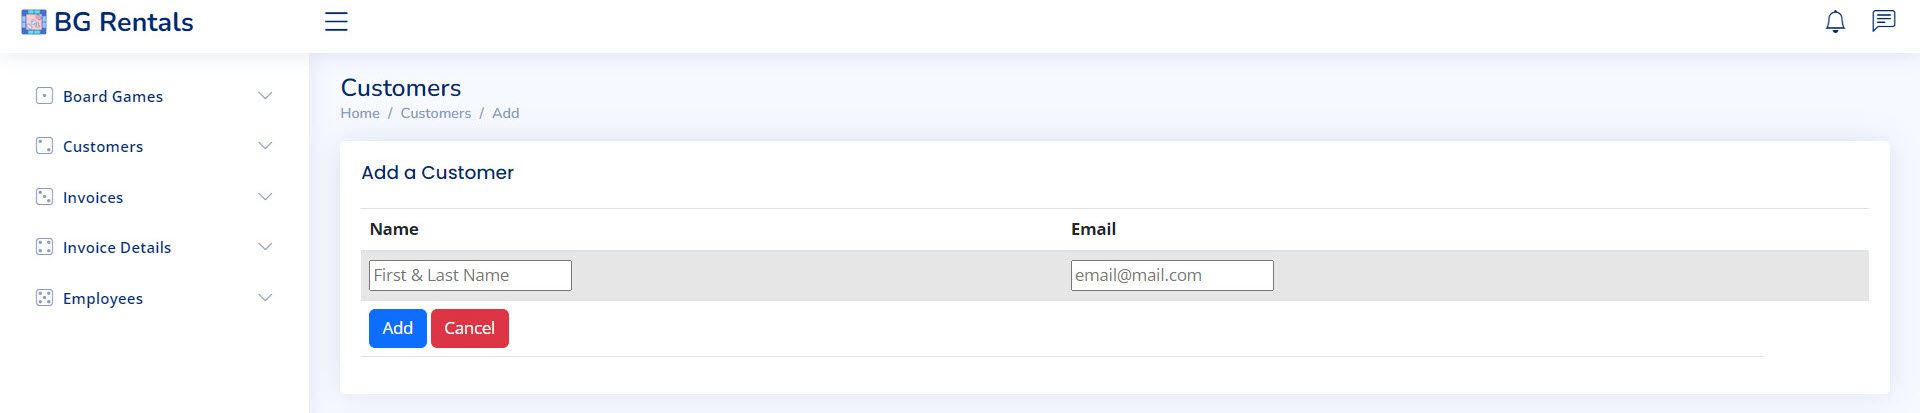 BG Rentals
Board Games
Customers
Invoices
Invoice Details
Employees
Customers
Home / Customers / Add
Add a Customer
Name Email
First & Last Name email@mail.com
Add Cancel